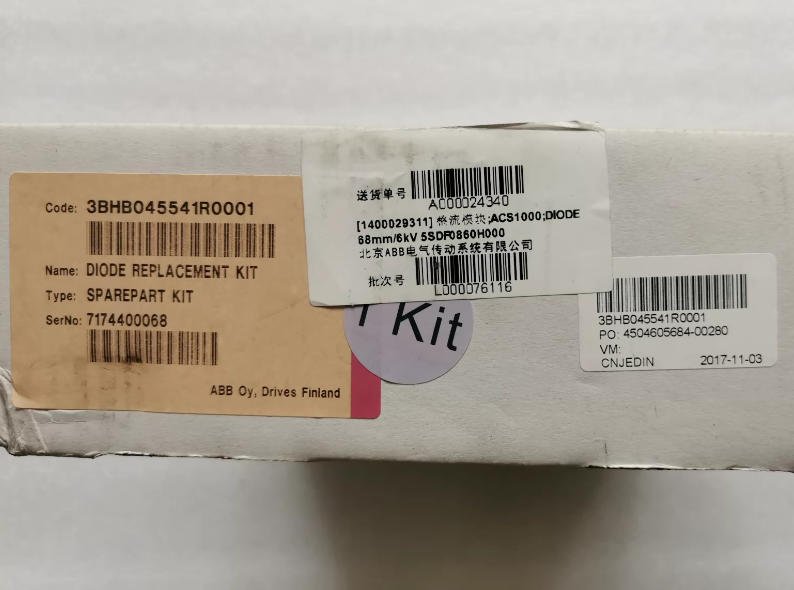 Code: 3BHB045541R0001
Name: DIODE REPLACEMENT KIT
Type: SPAREPART KIT
SerNo: 7174400068
ABB Oy, Drives Finland
送货单号
A000024340
[1400029311] 整流模块;ACS1000;DIODE
68mm/6kV 5SDF0860H000
北京ABB电气传动系统有限公司
批次号
L000076116
Kit
3BHB045541R0001
PO: 4504605684-00280
VM:
CNJEDIN 2017-11-03